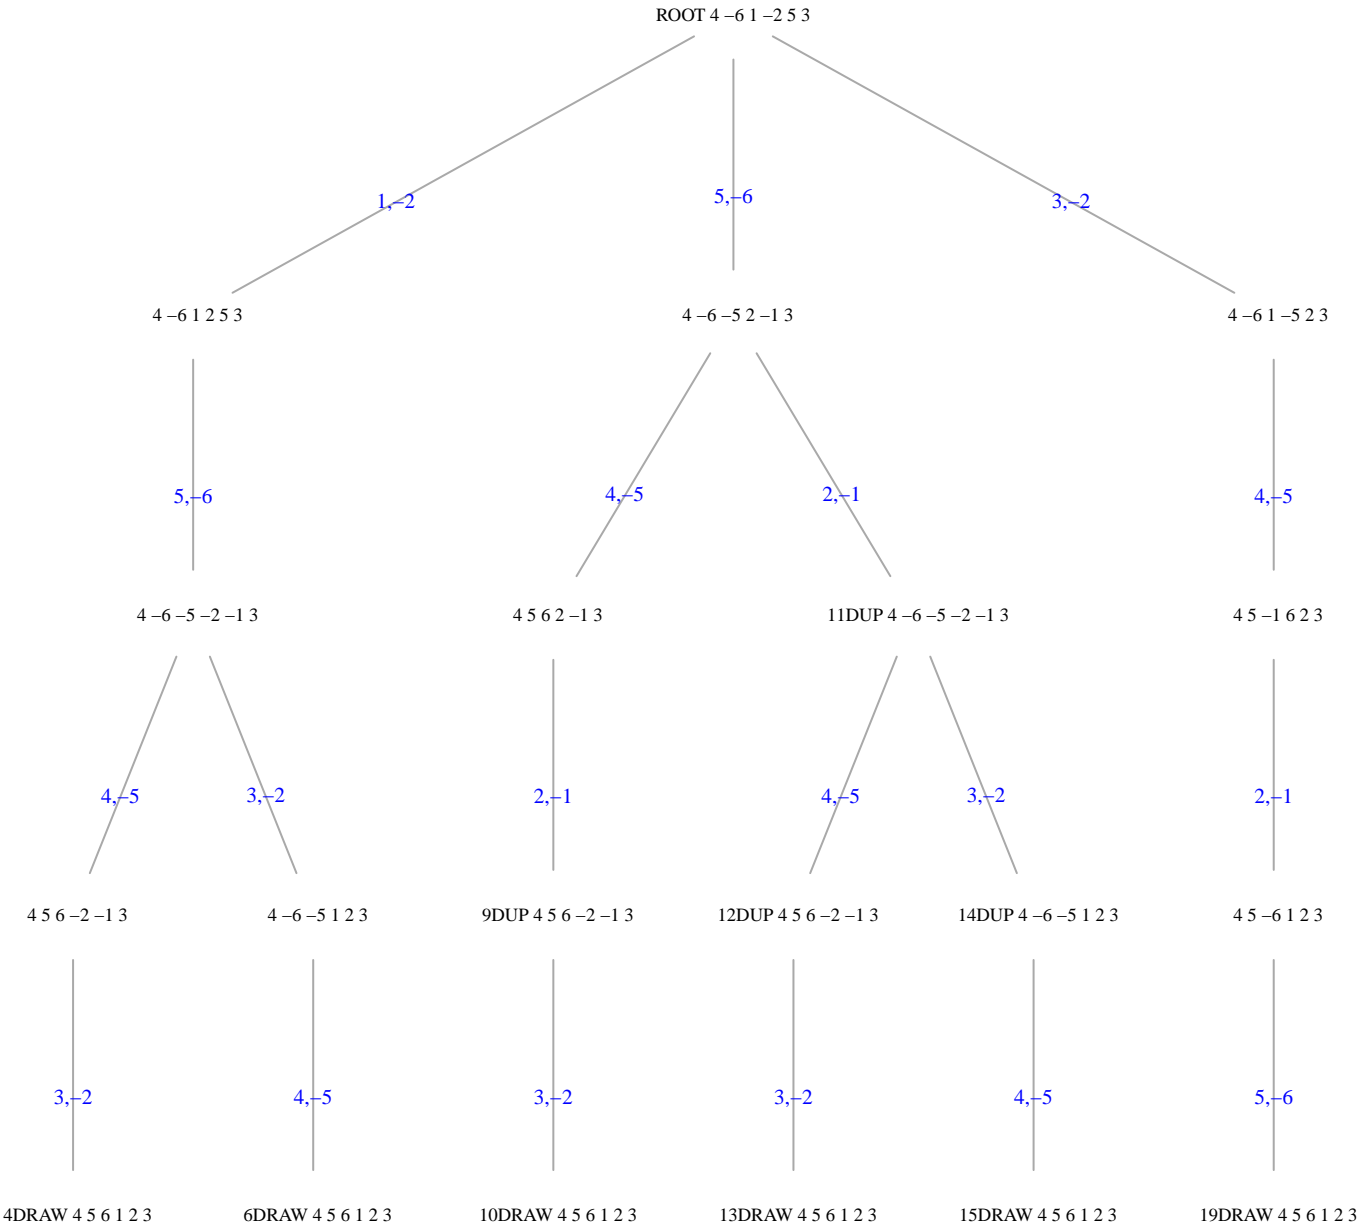 ROOT 4 –6 1 –2 5 3
1,–2
5,–6
3,–2
4 –6 1 2 5 3
4 –6 –5 2 –1 3
4 –6 1 –5 2 3
5,–6
4,–5
2,–1
4,–5
4 –6 –5 –2 –1 3
4 5 6 2 –1 3
11DUP 4 –6 –5 –2 –1 3
4 5 –1 6 2 3
4,–5
3,–2
2,–1
4,–5
3,–2
2,–1
4 5 6 –2 –1 3
4 –6 –5 1 2 3
9DUP 4 5 6 –2 –1 3
12DUP 4 5 6 –2 –1 3
14DUP 4 –6 –5 1 2 3
4 5 –6 1 2 3
3,–2
4,–5
3,–2
3,–2
4,–5
5,–6
4DRAW 4 5 6 1 2 3
6DRAW 4 5 6 1 2 3
10DRAW 4 5 6 1 2 3
13DRAW 4 5 6 1 2 3
15DRAW 4 5 6 1 2 3
19DRAW 4 5 6 1 2 3